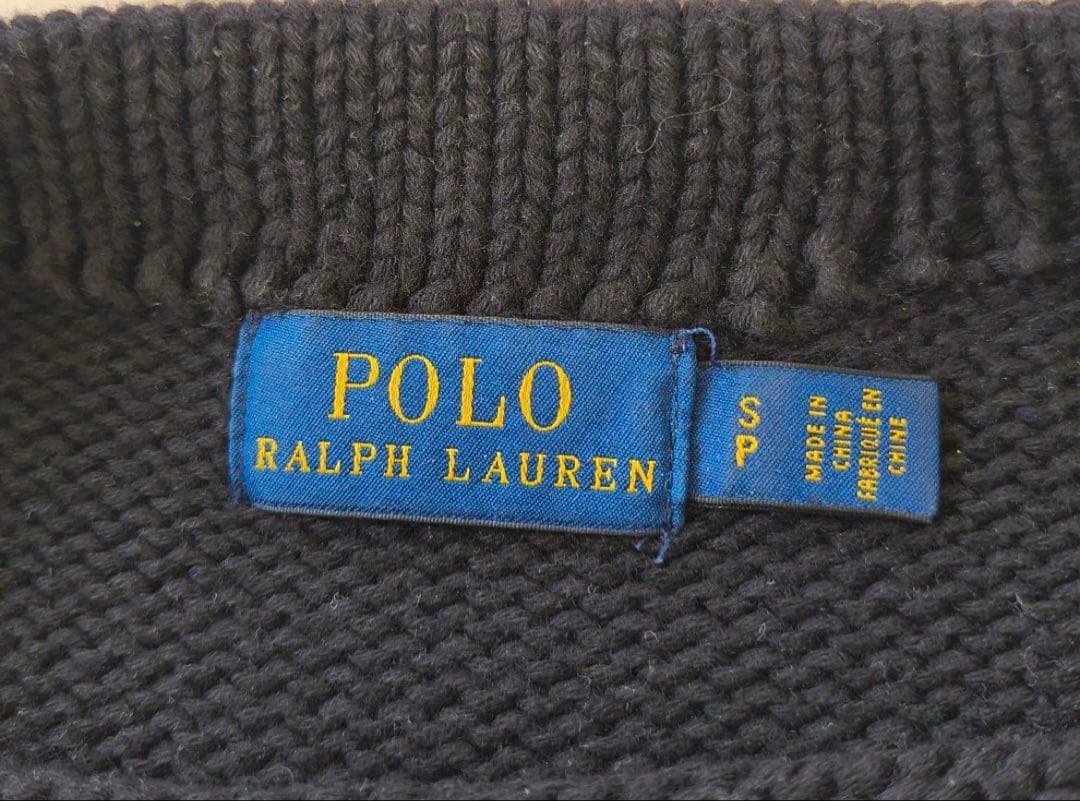 POLO
RALPH LAUREN
S
P
MADE IN
CHINA
FABRIQUÉ EN
CHINE